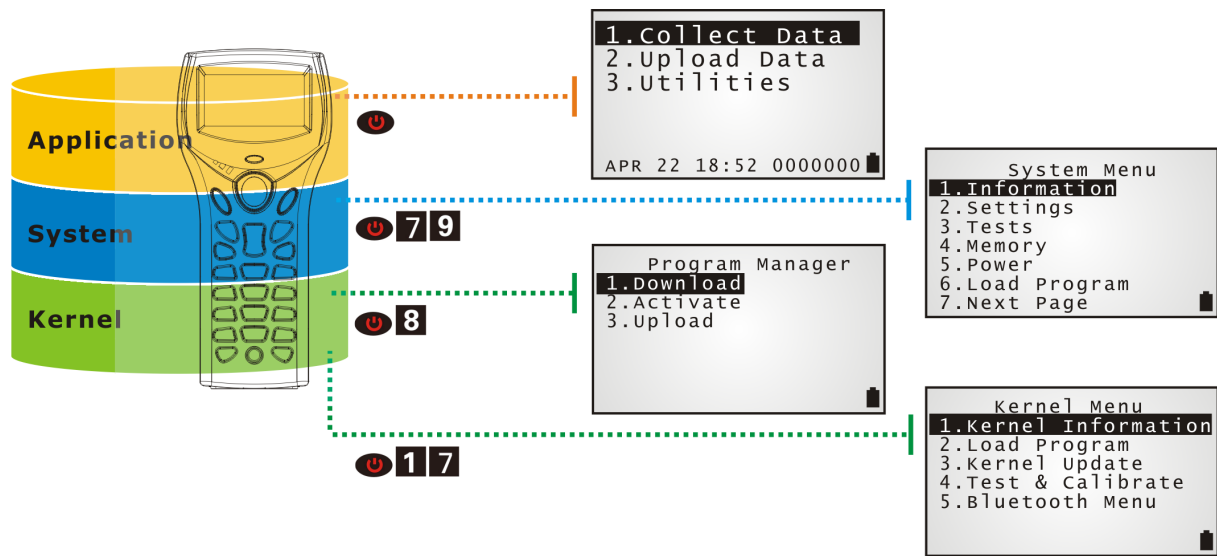 Application
System
Kernel
1.Collect Data
2.Upload Data
3.Utilities
APR 22 18:52 0000000
7 9
System Menu
1.Information
2.Settings
3.Tests
4.Memory
5.Power
6.Load Program
7.Next Page
8
Program Manager
1.Download
2.Activate
3.Upload
1 7
Kernel Menu
1.Kernel Information
2.Load Program
3.Kernel Update
4.Test & Calibrate
5.Bluetooth Menu